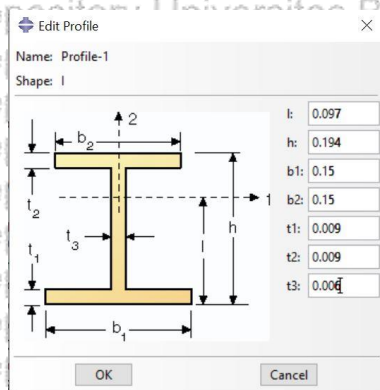 Edit Profile
Name: Profile-1
Shape: I
2
b2
t2
1
t3
l
h
t1
b1
l: 0.097
h: 0.194
b1: 0.15
b2: 0.15
t1: 0.009
t2: 0.009
t3: 0.006
OK
Cancel